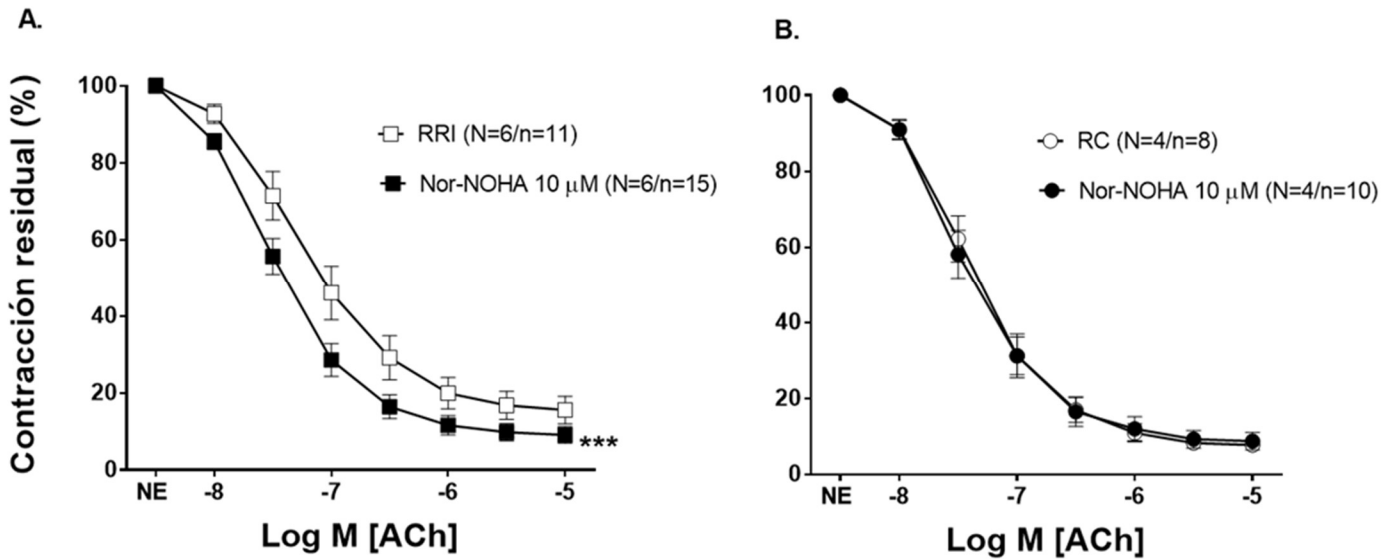 A.
Contracción residual (%)
100
80
60
40
20
0
NE
-8
-7
-6
-5
Log M [ACh]
RRI (N=6/n=11)
Nor-NOHA 10 μM (N=6/n=15)
***
B.
100
80
60
40
20
0
NE
-8
-7
-6
-5
Log M [ACh]
RC (N=4/n=8)
Nor-NOHA 10 μM (N=4/n=10)